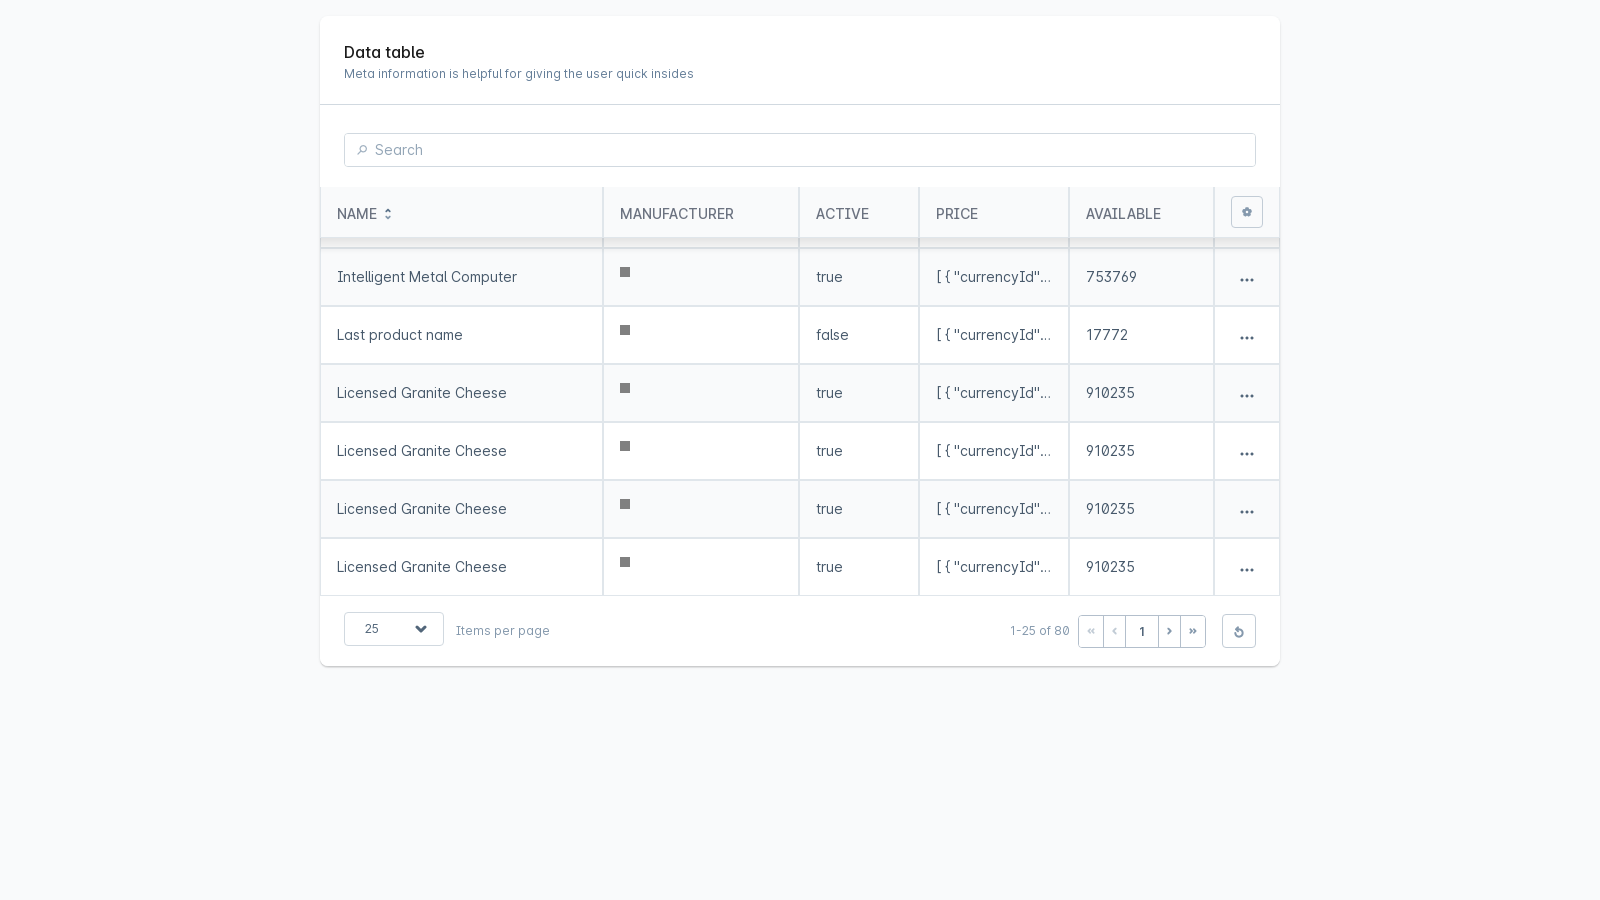 Data table
Meta information is helpful for giving the user quick insides
Search
NAME MANUFACTURER ACTIVE PRICE AVAILABLE
Intelligent Metal Computer true [ { "currencyId"... 753769 ...
Last product name false [ { "currencyId"... 17772 ...
Licensed Granite Cheese true [ { "currencyId"... 910235 ...
Licensed Granite Cheese true [ { "currencyId"... 910235 ...
Licensed Granite Cheese true [ { "currencyId"... 910235 ...
Licensed Granite Cheese true [ { "currencyId"... 910235 ...
25 Items per page 1-25 of 80 « ‹ 1 › »